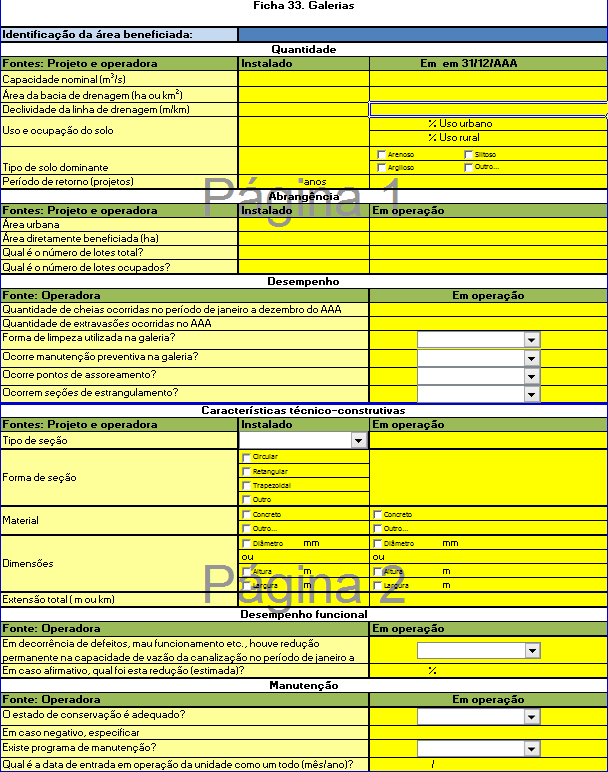 Ficha 33. Galerias
Identificação da área beneficiada:
Quantidade
Fontes: Projeto e operadora Instalado Em em 31/12/AAA
Capacidade nominal (m³/s)
Área da bacia de drenagem (ha ou km²)
Declividade da linha de drenagem (m/km)
Uso e ocupação do solo
% Uso urbano
% Uso rural
Tipo de solo dominante
Arenoso Siltoso
Argiloso Outro...
Período de retorno (projetos) anos
Página 1
Abrangência
Fontes: Projeto e operadora Instalado Em operação
Área urbana
Área diretamente beneficiada (ha)
Qual é o número de lotes total?
Qual é o número de lotes ocupados?
Desempenho
Fonte: Operadora Em operação
Quantidade de cheias ocorridas no período de janeiro a dezembro do AAA
Quantidade de extravasões ocorridas no AAA
Forma de limpeza utilizada na galeria?
Ocorre manutenção preventiva na galeria?
Ocorre pontos de assoreamento?
Ocorrem seções de estrangulamento?
Características técnico-construtivas
Fontes: Projeto e operadora Instalado Em operação
Tipo de seção
Forma de seção
Circular
Retangular
Trapezoidal
Outro
Material
Concreto Concreto
Outro... Outro...
Dimensões
Diâmetro mm Diâmetro mm
ou ou
Altura m Altura m
Largura m Largura m
Página 2
Extensão total ( m ou km)
Desempenho funcional
Fonte: Operadora Em operação
Em decorrência de defeitos, mau funcionamento etc., houve redução
permanente na capacidade de vazão da canalização no período de janeiro a
Em caso afirmativo, qual foi esta redução (estimada)? %
Manutenção
Fonte: Operadora Em operação
O estado de conservação é adequado?
Em caso negativo, especificar
Existe programa de manutenção?
Qual é a data de entrada em operação da unidade como um todo (mês/ano)? /